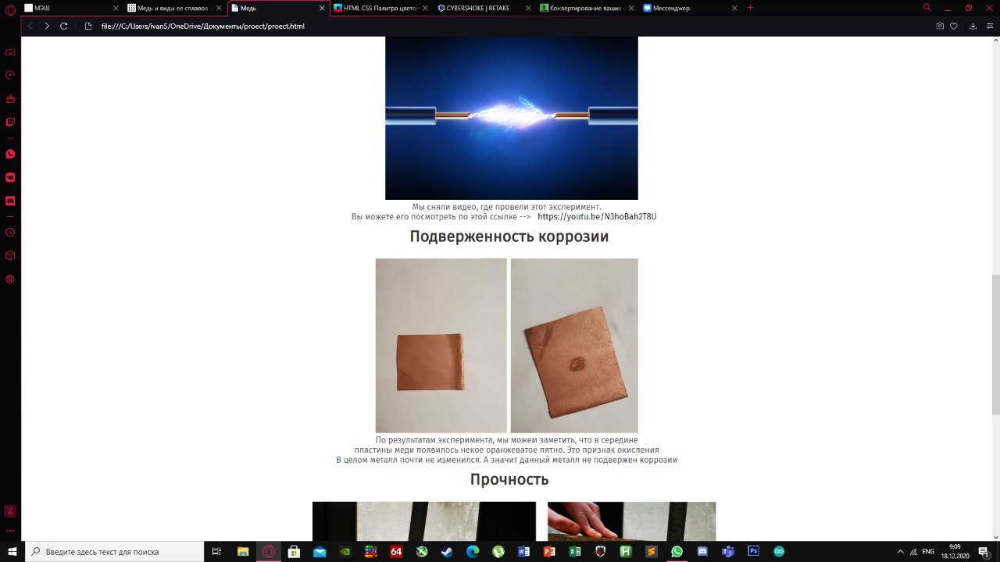 МЭШ
Медь и виды ее сплавов -
Медь
HTML CSS Палитра цветов
CYBERSHOKE | RETAKE
Конвертирование ваших
Мессенджер
file:///C:/Users/ivan5/OneDrive/Документы/proect/proect.html
Мы сняли видео, где провели этот эксперимент.
Вы можете его посмотреть по этой ссылке --> https://youtu.be/N3hoBah2T8U
Подверженность коррозии
По результатам эксперимента, мы можем заметить, что в середине
пластины меди появилось некое оранжеватое пятно. Это признак окисления
В целом металл почти не изменился. А значит данный металл не подвержен коррозии
Прочность
Введите здесь текст для поиска
64
ENG
9:09
18.12.2020
1